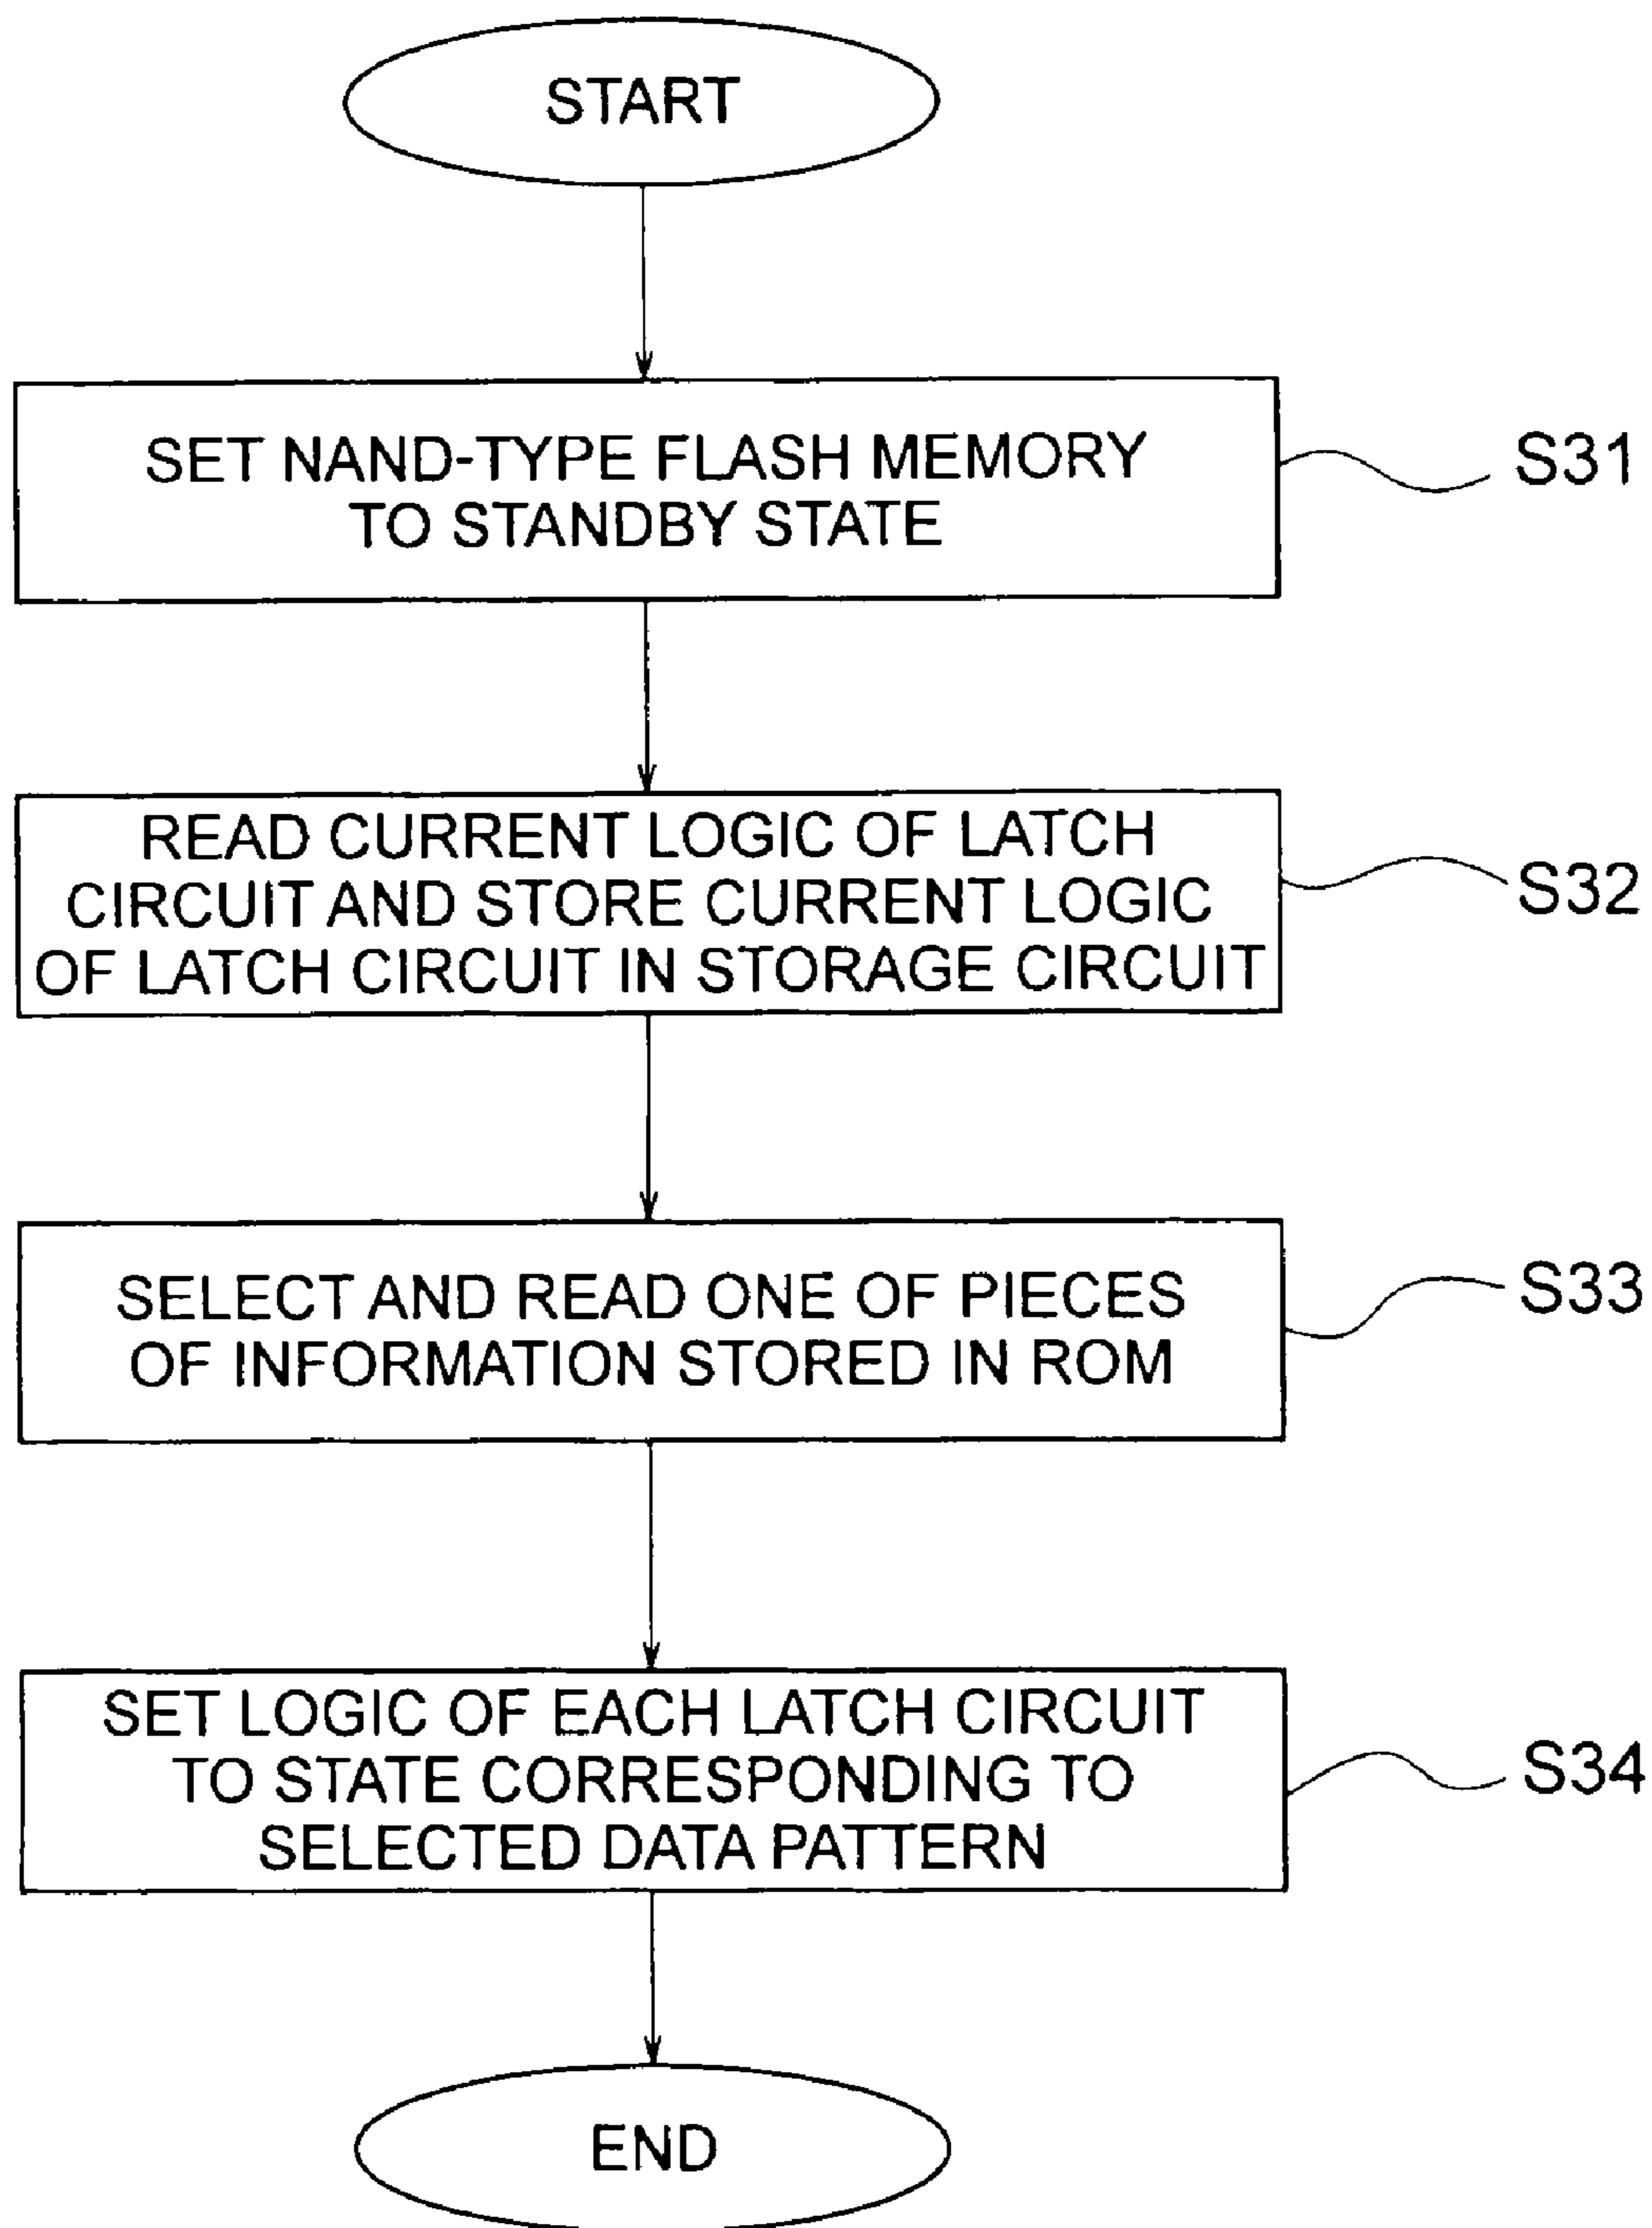 START
SET NAND-TYPE FLASH MEMORY
TO STANDBY STATE
S31
READ CURRENT LOGIC OF LATCH
CIRCUIT AND STORE CURRENT LOGIC
OF LATCH CIRCUIT IN STORAGE CIRCUIT
S32
SELECT AND READ ONE OF PIECES
OF INFORMATION STORED IN ROM
S33
SET LOGIC OF EACH LATCH CIRCUIT
TO STATE CORRESPONDING TO
SELECTED DATA PATTERN
S34
END